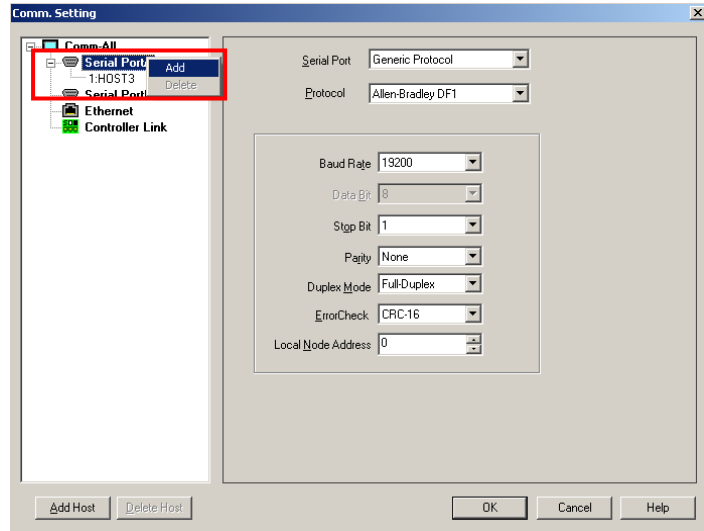 Comm. Setting
Comm-All
Serial PortA
Add
1:HOST3
Delete
Serial Port
Ethernet
Controller Link
Serial Port Generic Protocol
Protocol Allen-Bradley DF1
Baud Rate 19200
Data Bit 8
Stop Bit 1
Parity None
Duplex Mode Full-Duplex
ErrorCheck CRC-16
Local Node Address 0
Add Host
Delete Host
OK
Cancel
Help